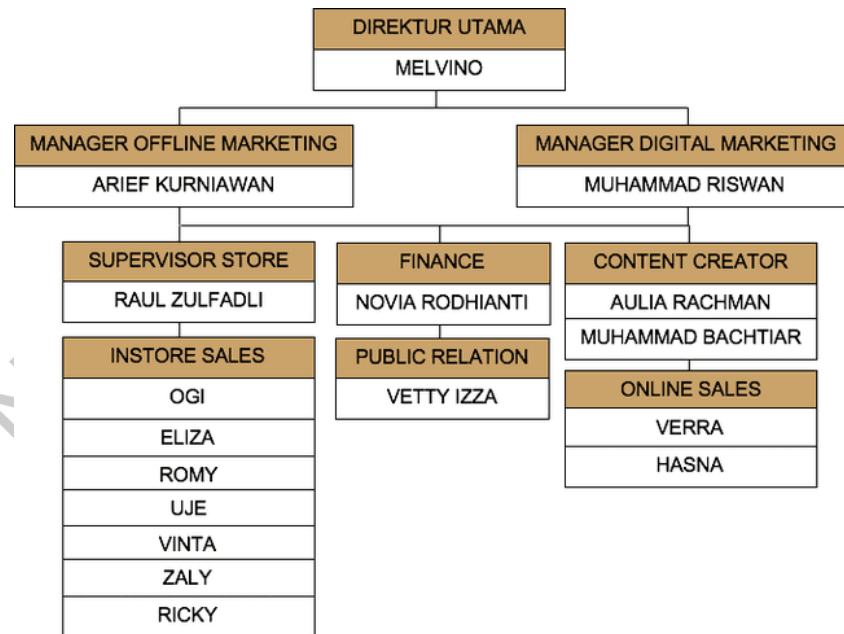 DIREKTUR UTAMA
MELVINO
MANAGER OFFLINE MARKETING
ARIEF KURNIAWAN
MANAGER DIGITAL MARKETING
MUHAMMAD RISWAN
SUPERVISOR STORE
RAUL ZULFADLI
FINANCE
NOVIA RODHIANTI
CONTENT CREATOR
AULIA RACHMAN
MUHAMMAD BACHTIAR
INSTORE SALES
OGI
ELIZA
ROMY
UJE
VINTA
ZALY
RICKY
PUBLIC RELATION
VETTY IZZA
ONLINE SALES
VERRA
HASNA